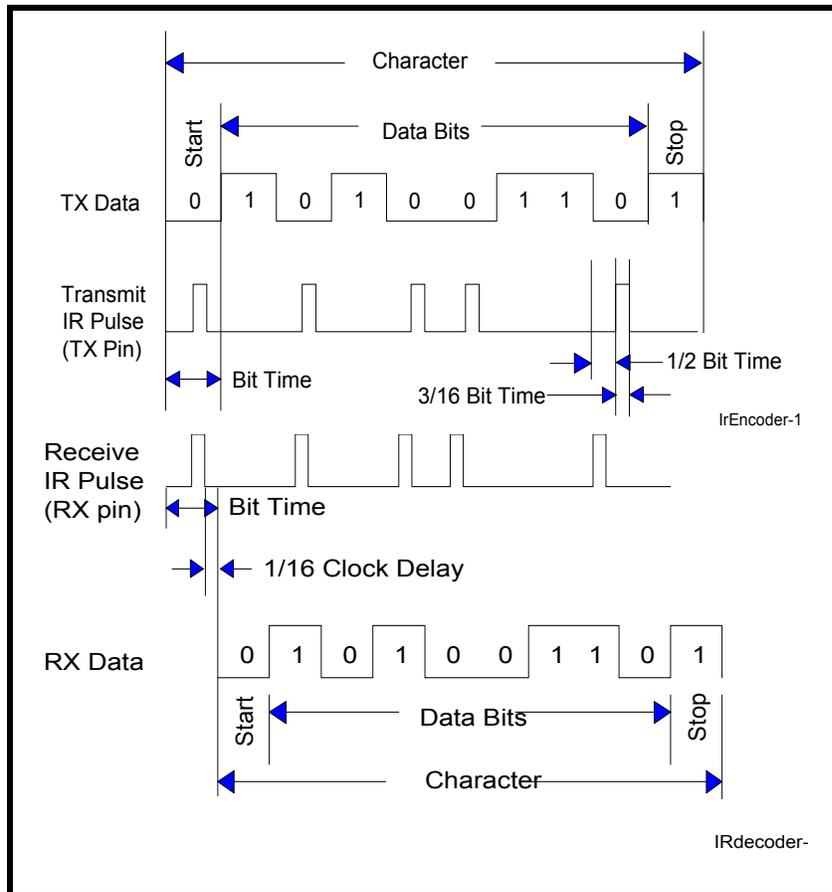 Character
Start
Data Bits
Stop
TX Data
0 1 0 1 0 0 1 1 0 1
Transmit
IR Pulse
(TX Pin)
1/2 Bit Time
Bit Time
3/16 Bit Time
IrEncoder-1
Receive
IR Pulse
(RX pin)
Bit Time
1/16 Clock Delay
RX Data
0 1 0 1 0 0 1 1 0 1
Start
Data Bits
Stop
Character
IRdecoder-